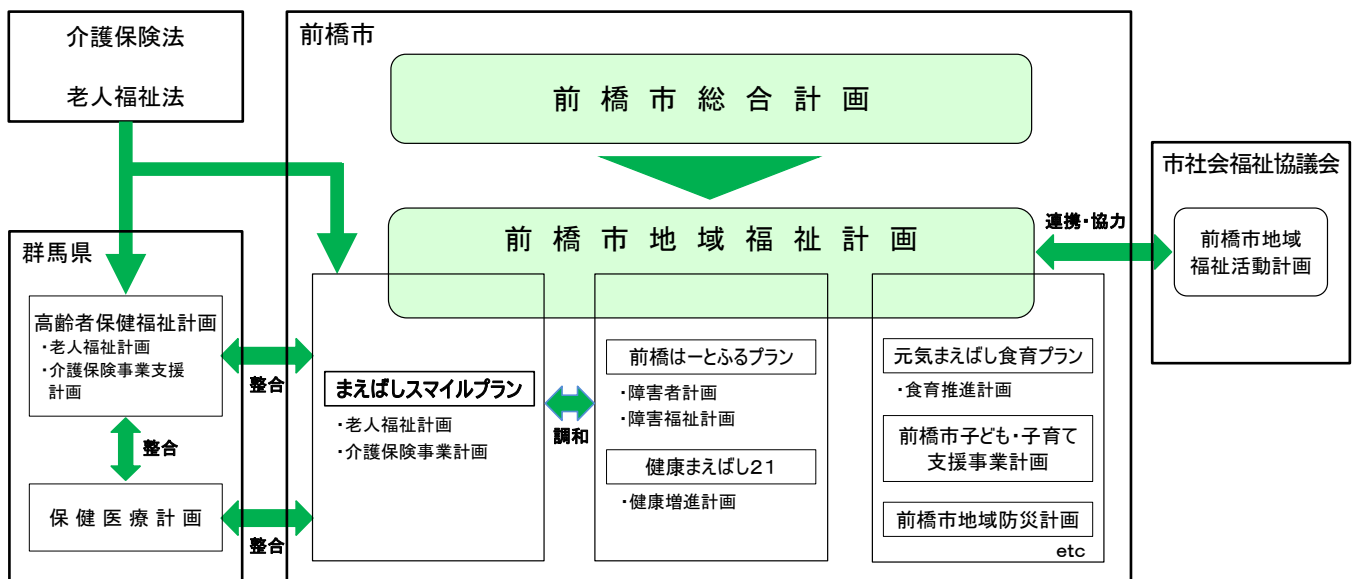 介護保険法
老人福祉法
前橋市
前橋市総合計画
前橋市地域福祉計画
連携・協力
市社会福祉協議会
前橋市地域
福祉活動計画
群馬県
高齢者保健福祉計画
・老人福祉計画
・介護保険事業支援
計画
整合
整合
保健医療計画
整合
まえばしスマイルプラン
・老人福祉計画
・介護保険事業計画
調和
前橋はーとふるプラン
・障害者計画
・障害福祉計画
健康まえばし21
・健康増進計画
元気まえばし食育プラン
・食育推進計画
前橋市子ども・子育て
支援事業計画
前橋市地域防災計画
etc